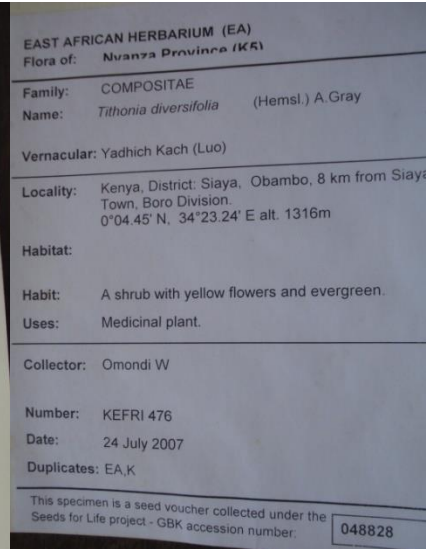 EAST AFRICAN HERBARIUM (EA)
Flora of: Nyanza Province (K5)
Family: COMPOSITAE
Name: Tithonia diversifolia (Hemsl.) A.Gray
Vernacular: Yadhich Kach (Luo)
Locality: Kenya, District: Siaya, Obambo, 8 km from Siaya
Town, Boro Division.
0°04.45' N, 34°23.24' E alt. 1316m
Habitat:
Habit: A shrub with yellow flowers and evergreen.
Uses: Medicinal plant.
Collector: Omondi W
Number: KEFRI 476
Date: 24 July 2007
Duplicates: EA,K
This specimen is a seed voucher collected under the
Seeds for Life project - GBK accession number: 048828